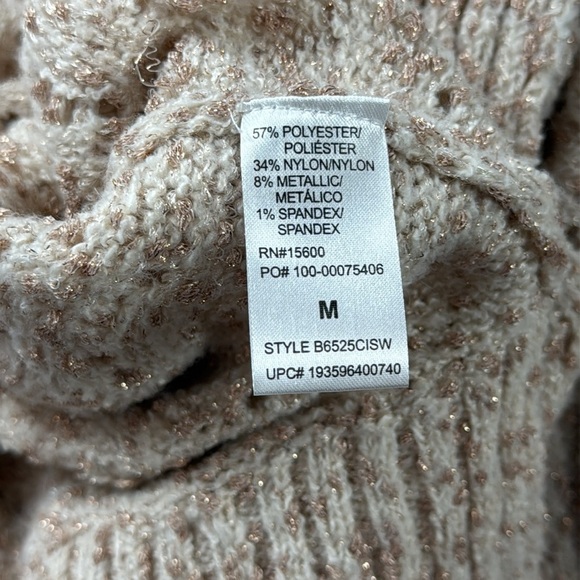 57% POLYESTER/
POLIÉSTER
34% NYLON/NYLON
8% METALLIC/
METÁLICO
1% SPANDEX/
SPANDEX
RN#15600
PO# 100-00075406
M
STYLE B6525CISW
UPC# 193596400740